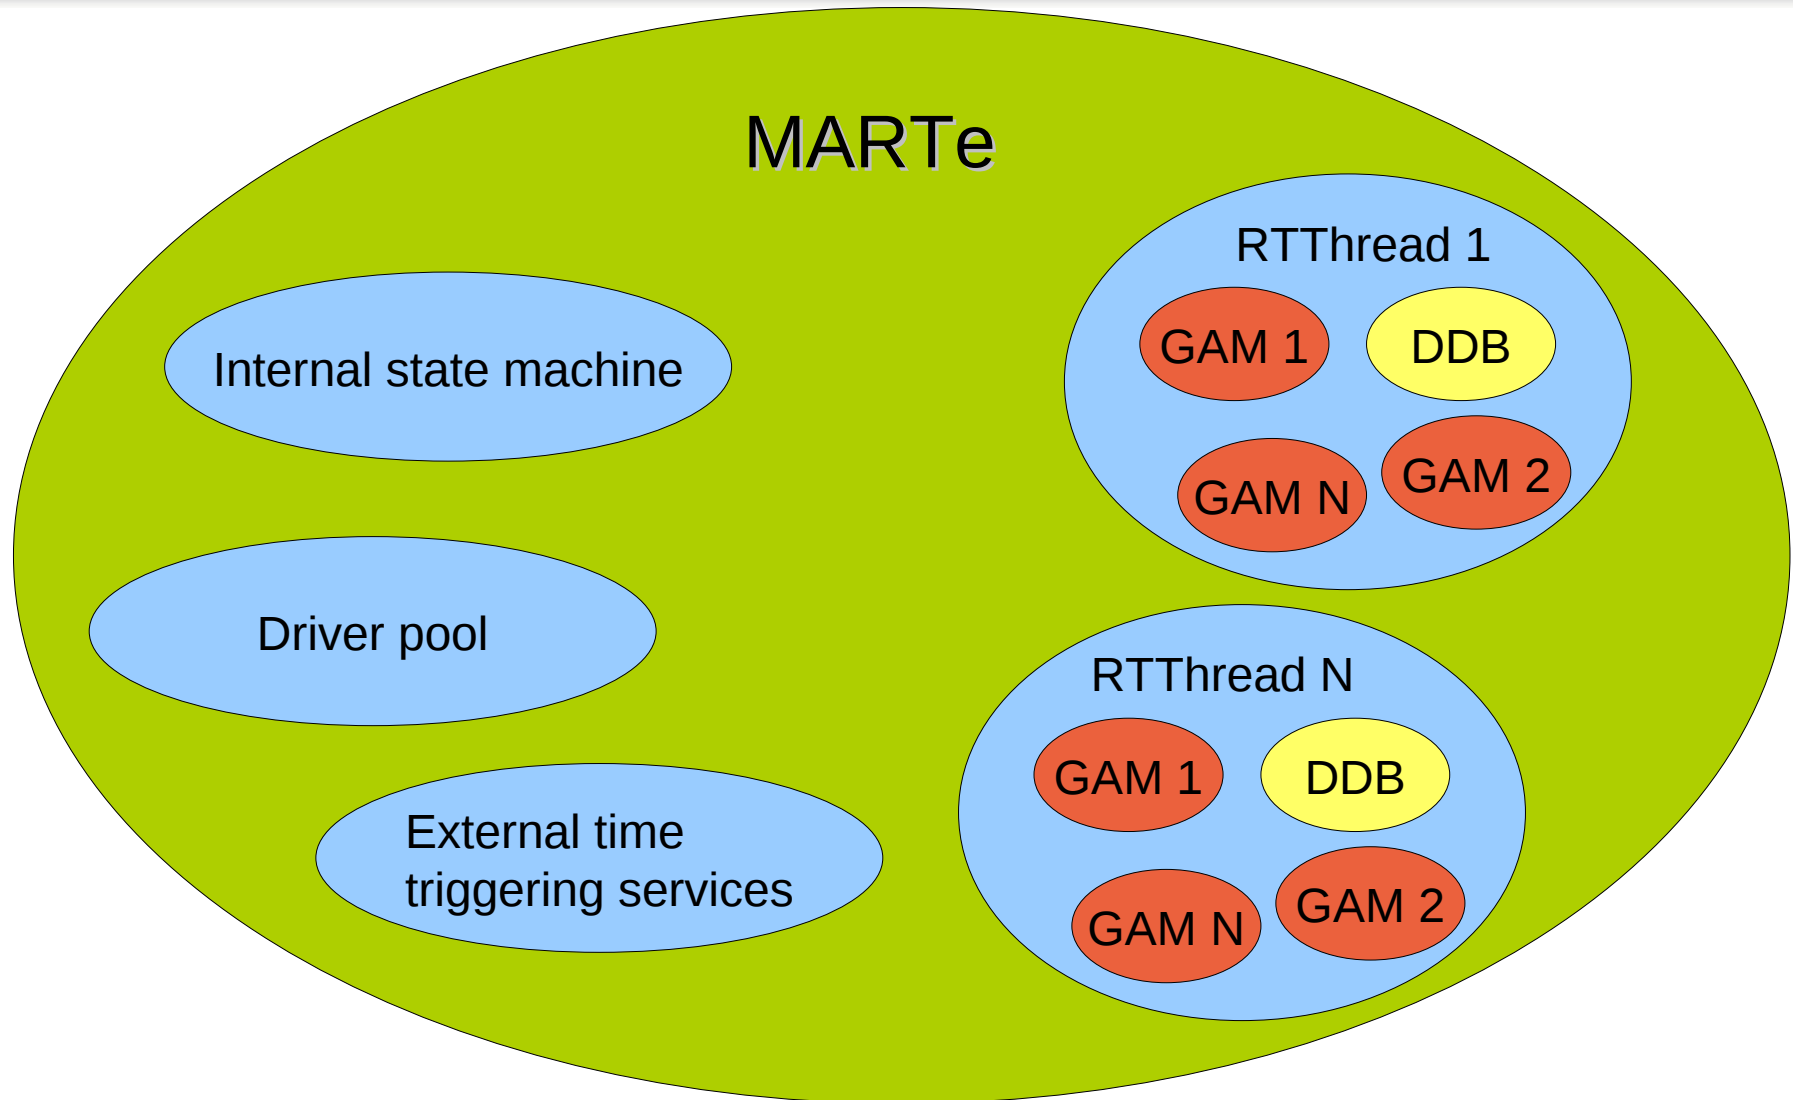 MARTe
RTThread 1
GAM 1
DDB
GAM N
GAM 2
Internal state machine
Driver pool
External time
triggering services
RTThread N
GAM 1
DDB
GAM N
GAM 2